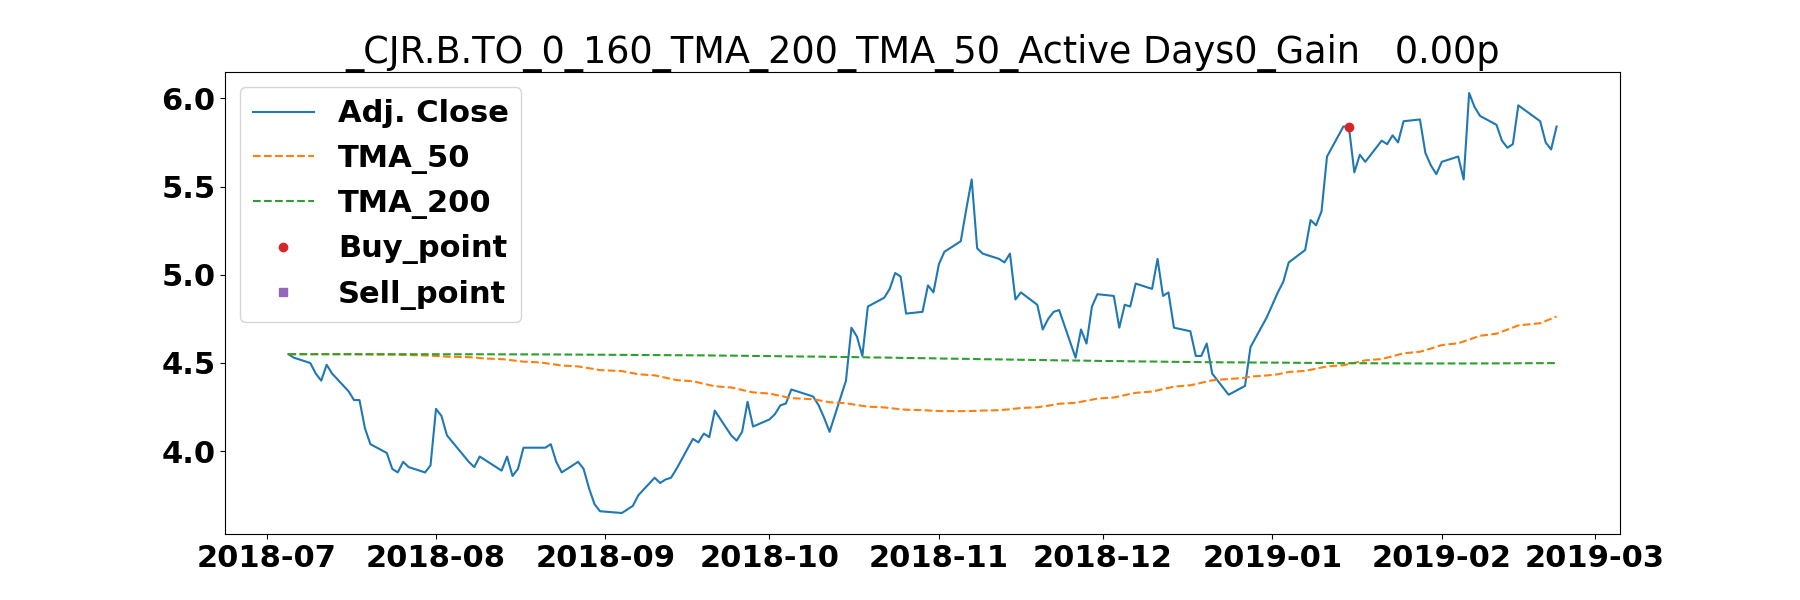 _CJR.B.TO_0_160_TMA_200_TMA_50_Active Days0_Gain   0.00p
6.0
5.5
5.0
4.5
4.0
Adj. Close
TMA_50
TMA_200
Buy_point
Sell_point
2018-07 2018-08 2018-09 2018-10 2018-11 2018-12 2019-01 2019-02 2019-03